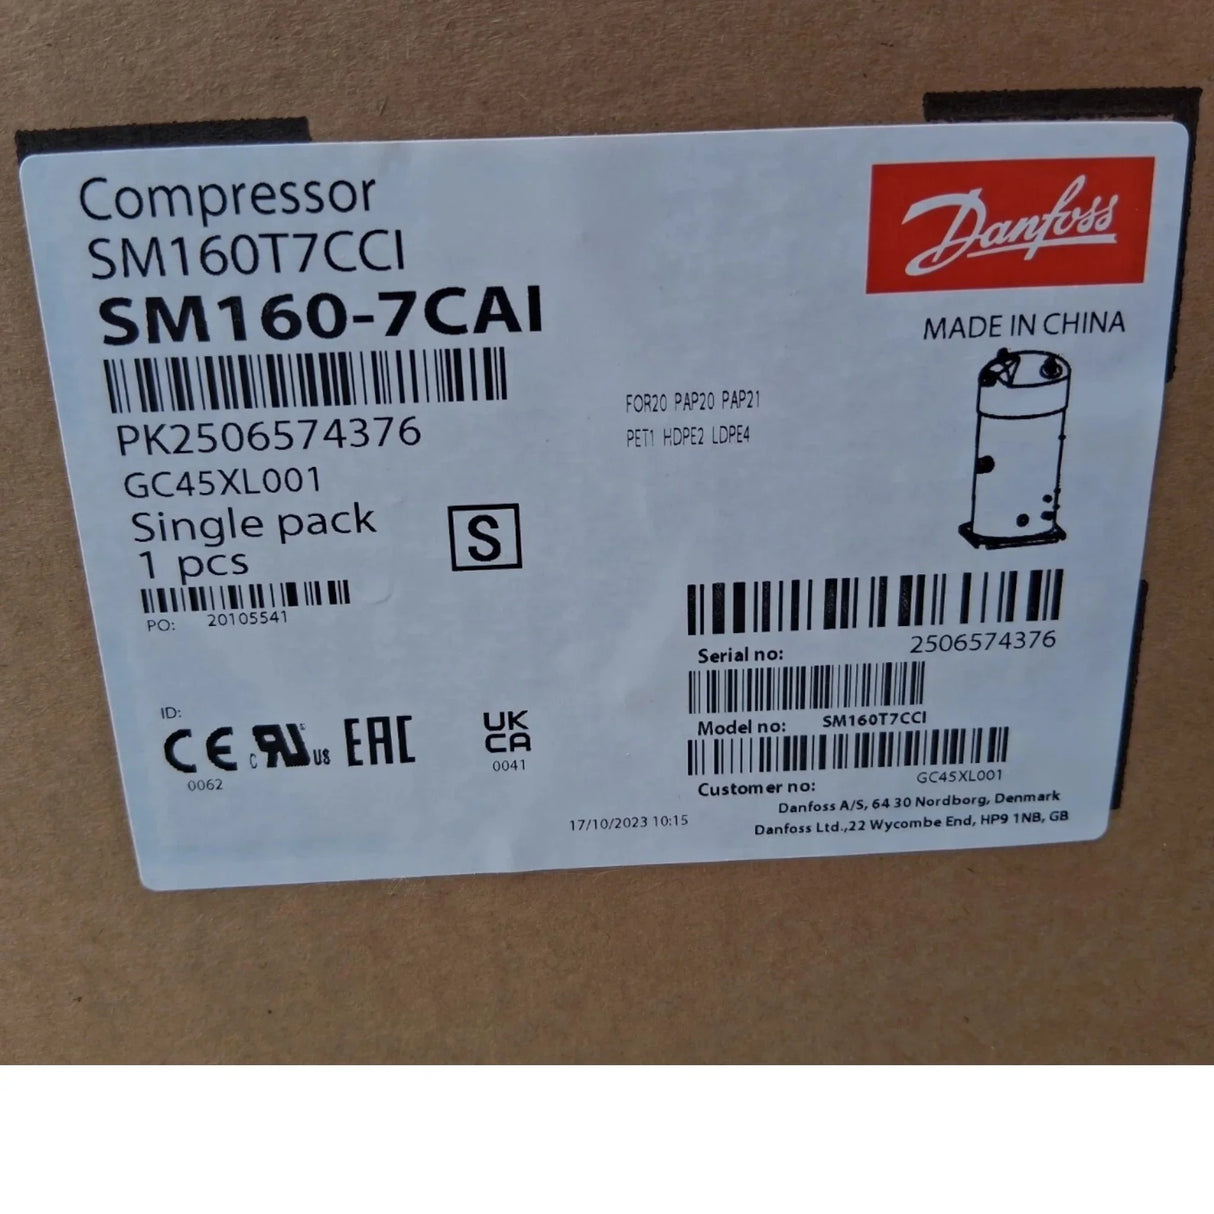 Compressor
SM160T7CCI
SM160-7CAI
PK2506574376
GC45XL001
Single pack
1 pcs
S
PO: 20105541
ID:
CE
0062
c RU US
EAC
UK
CA
0041
17/10/2023 10:15
Danfoss
MADE IN CHINA
FOR20 PAP20 PAP21
PET1 HDPE2 LDPE4
Serial no: 2506574376
Model no: SM160T7CCI
Customer no: GC45XL001
Danfoss A/S, 64 30 Nordborg, Denmark
Danfoss Ltd.,22 Wycombe End, HP9 1NB, GB